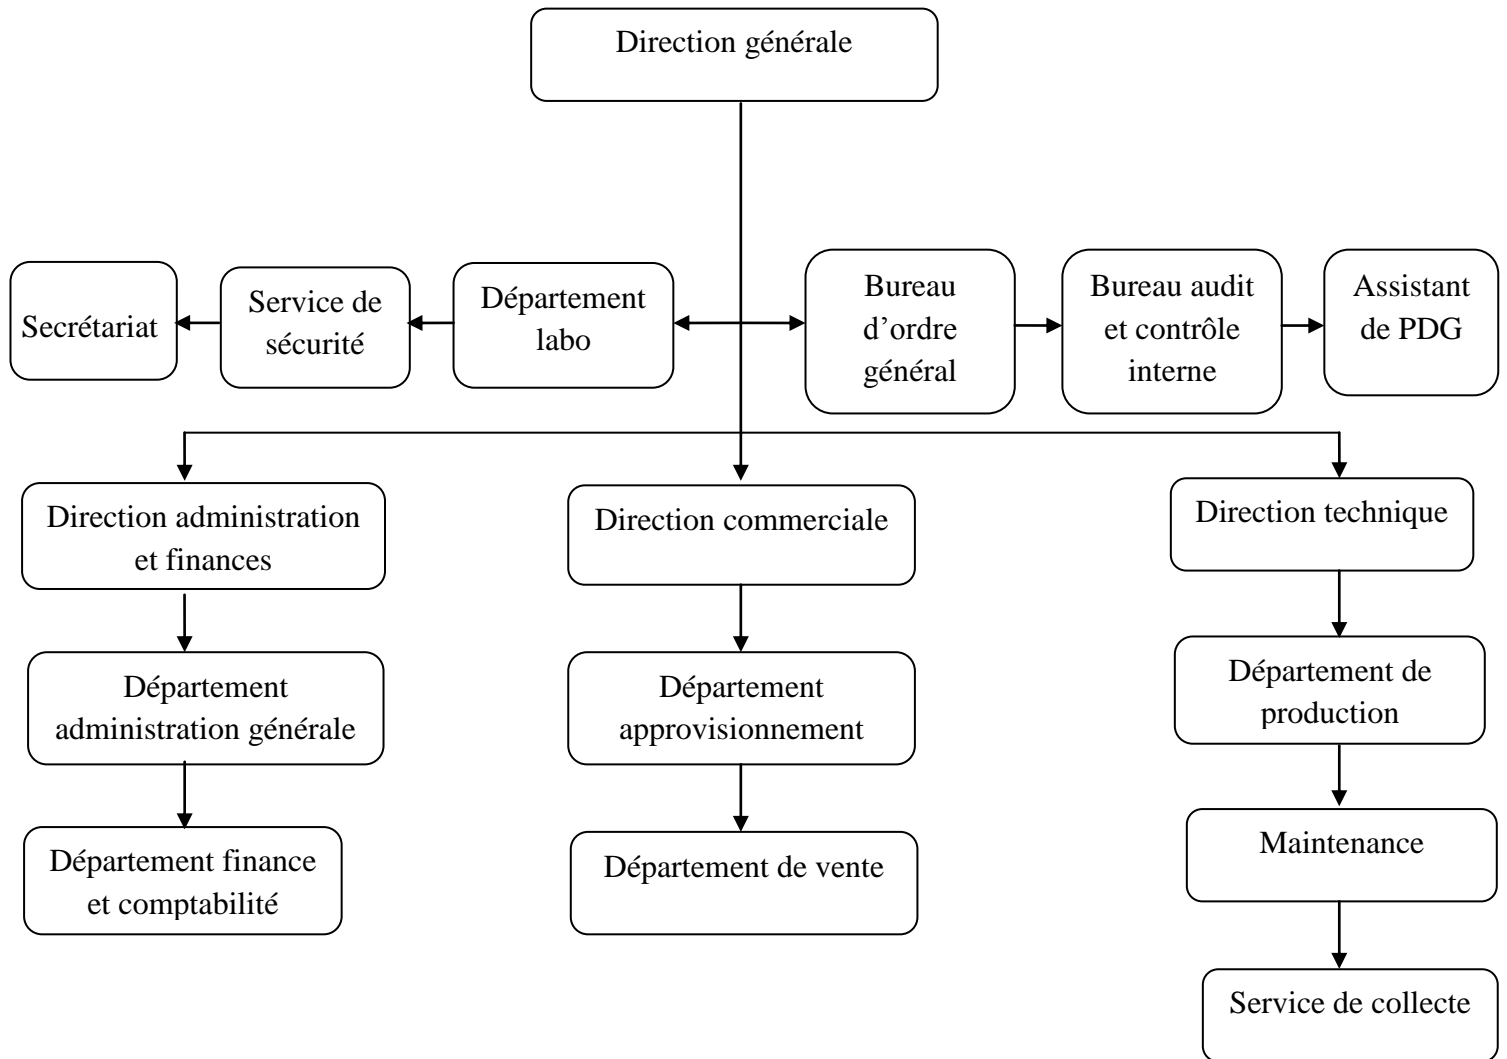 Direction générale
Secrétariat
Service de
sécurité
Département
labo
Bureau
d’ordre
général
Bureau audit
et contrôle
interne
Assistant
de PDG
Direction administration
et finances
Direction commerciale
Direction technique
Département
administration générale
Département
approvisionnement
Département de
production
Département finance
et comptabilité
Département de vente
Maintenance
Service de collecte